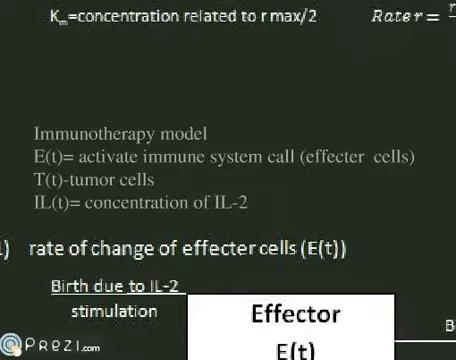 Km=concentration related to r max/2
Rate r =
Immunotherapy model
E(t)= activate immune system call (effecter cells)
T(t)-tumor cells
IL(t)= concentration of IL-2
) rate of change of effecter cells (E(t))
Birth due to IL-2
stimulation
Effector
E(t)
B
PREZI.com